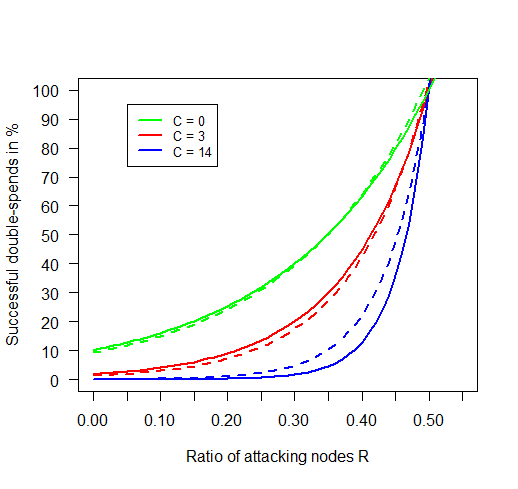 Successful double-spends in %
100
90
80
70
60
50
40
30
20
10
0
C = 0
C = 3
C = 14
0.00 0.10 0.20 0.30 0.40 0.50
Ratio of attacking nodes R